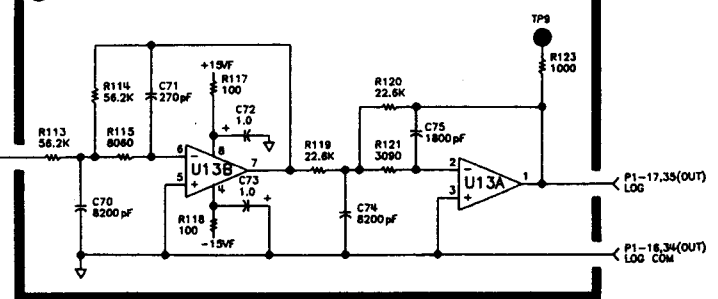 TP9
R123
1000
+15VF
R117
100
R114
56.2K
C71
270pF
C72
1.0
+
R120
22.6K
C75
1800pF
R113
56.2K
R115
8060
6
-
8
U13B
7
5
+
4
C73
1.0
+
R119
22.6K
R121
3090
2
-
U13A
1
3
+
P1-17,35(OUT)
LOG
C70
8200pF
R118
100
-15VF
C74
8200pF
P1-16,34(OUT)
LOG COM